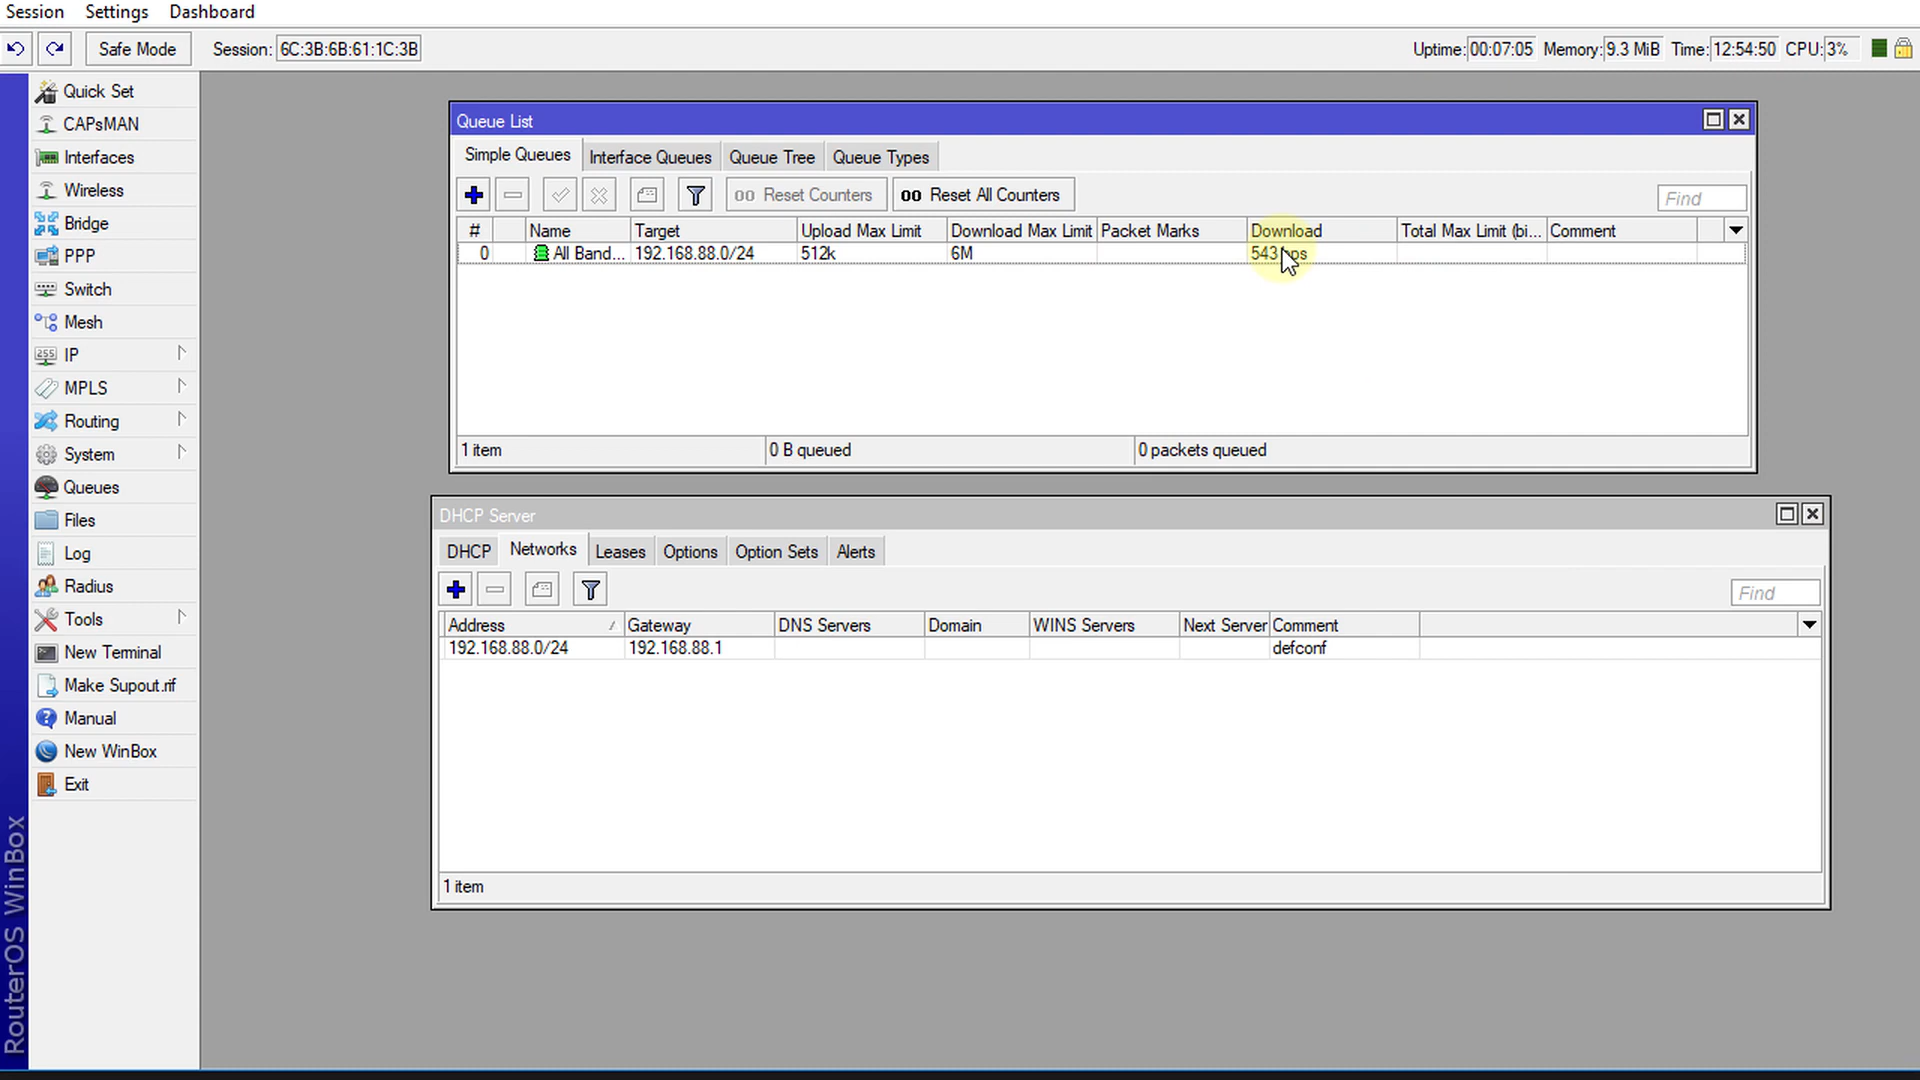 Session Settings Dashboard
Safe Mode Session: 6C:3B:6B:61:1C:3B Uptime: 00:07:05 Memory: 9.3 MiB Time: 12:54:50 CPU: 3%
Quick Set
CAPsMAN
Interfaces
Wireless
Bridge
PPP
Switch
Mesh
255 IP
MPLS
Routing
System
Queues
Files
Log
Radius
Tools
New Terminal
Make Supout.rif
Manual
New WinBox
Exit
RouterOS WinBox
Queue List
Simple Queues Interface Queues Queue Tree Queue Types
00 Reset Counters 00 Reset All Counters Find
# Name Target Upload Max Limit Download Max Limit Packet Marks Download Total Max Limit (bi... Comment
0 All Band... 192.168.88.0/24 512k 6M 543
1 item 0 B queued 0 packets queued
DHCP Server
DHCP Networks Leases Options Option Sets Alerts
Find
Address Gateway DNS Servers Domain WINS Servers Next Server Comment
192.168.88.0/24 192.168.88.1 defconf
1 item